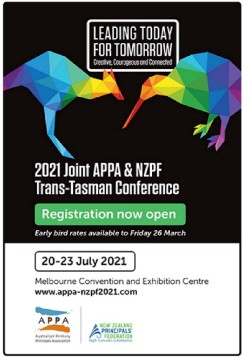 LEADING TODAY
FOR TOMORROW
Creative, Courageous and Connected
2021 Joint APPA & NZPF
Trans-Tasman Conference
Registration now open
Early bird rates available to Friday 26 March
20-23 July 2021
Melbourne Convention and Exhibition Centre
www.appa-nzpf2021.com
APPA
Australian Primary
Principals Association
NEW ZEALAND
PRINCIPALS'
FEDERATION